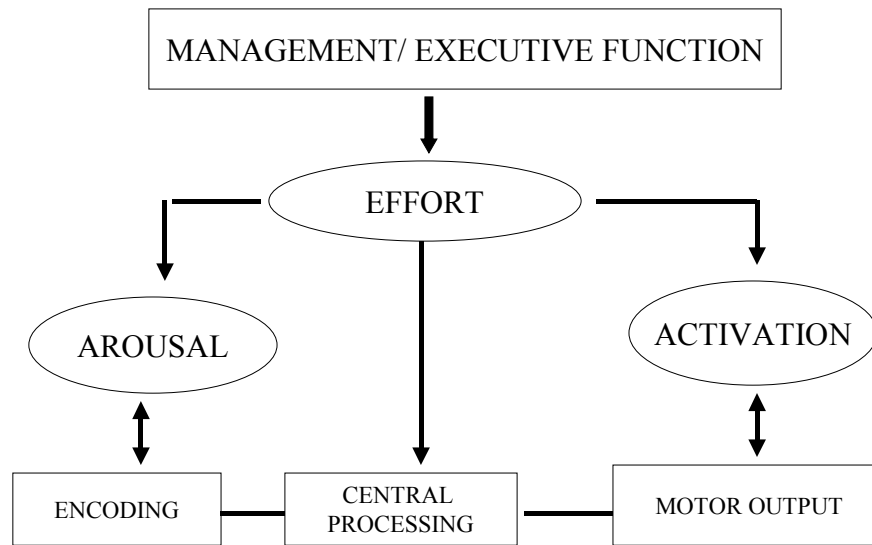 MANAGEMENT/ EXECUTIVE FUNCTION
EFFORT
AROUSAL
ACTIVATION
ENCODING
CENTRAL
PROCESSING
MOTOR OUTPUT